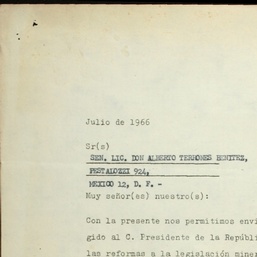 Julio de 1966
Sr(s)
SEN. LIC. DON ALBERTO TERRONES BENITEZ,
PESTALOZZI 924,
MEXICO 12, D. F. -
Muy señor(es) nuestro(s):
Con la presente nos permitimos envi
gido al C. Presidente de la Repúbli
las reformas a la legislación miner